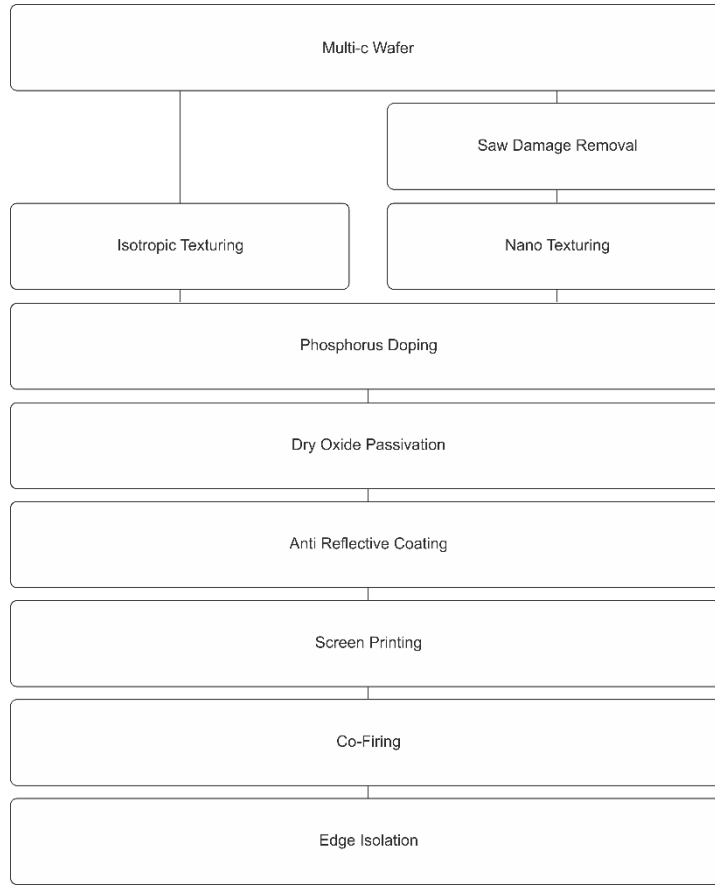 Multi-c Wafer
Saw Damage Removal
Isotropic Texturing
Nano Texturing
Phosphorus Doping
Dry Oxide Passivation
Anti Reflective Coating
Screen Printing
Co-Firing
Edge Isolation